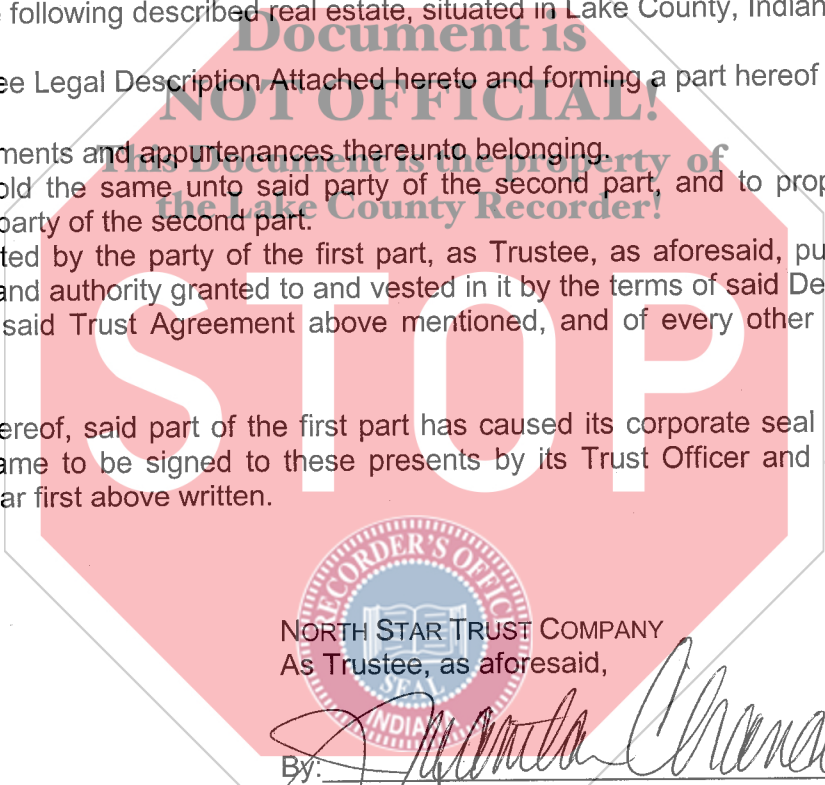 following described real estate, situated in Lake County, Indian
Document is
ee Legal Description Attached hereto and forming a part hereof
NOT OFFICIAL!
ments and appurtenances thereunto belonging.
This Document is the property of
old the same unto said party of the second part, and to prop
the Lake County Recorder!
party of the second part.
ted by the party of the first part, as Trustee, as aforesaid, pu
and authority granted to and vested in it by the terms of said De
said Trust Agreement above mentioned, and of every other
STOP
ereof, said part of the first part has caused its corporate seal
ame to be signed to these presents by its Trust Officer and
ar first above written.
RECORDER'S OFFICE
NORTH STAR TRUST COMPANY
As Trustee, as aforesaid,
SEAL
INDIANA
By: